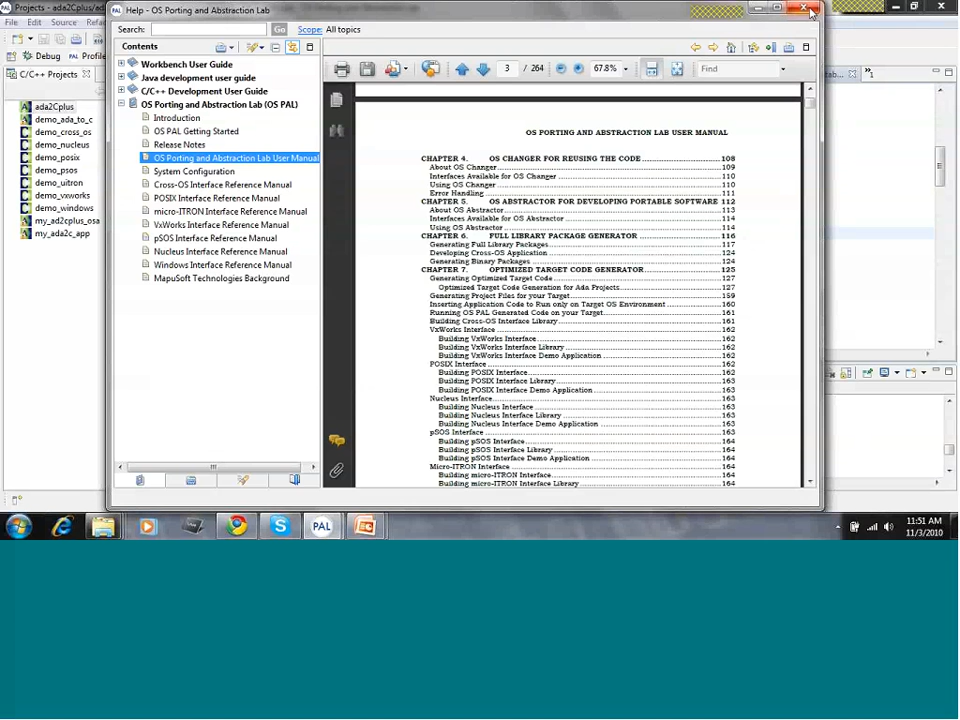 Projects - ada2Cplus/ad
Help - OS Porting and Abstraction Lab
File Edit Source
Search: Go Scope: All topics
Debug
Profile
C/C++ Projects
ada2Cplus
demo_ada_to_c
demo_cross_os
demo_nucleus
demo_posix
demo_psos
demo_uitron
demo_vxworks
demo_windows
my_ad2cplus_osa
my_ada2c_app
Contents
Workbench User Guide
Java development user guide
C/C++ Development User Guide
OS Porting and Abstraction Lab (OS PAL)
Introduction
OS PAL Getting Started
Release Notes
OS Porting and Abstraction Lab User Manual
System Configuration
Cross-OS Interface Reference Manual
POSIX Interface Reference Manual
micro-ITRON Interface Reference Manual
VxWorks Interface Reference Manual
pSOS Interface Reference Manual
Nucleus Interface Reference Manual
Windows Interface Reference Manual
MapuSoft Technologies Background
3 / 264 67.8% Find
OS PORTING AND ABSTRACTION LAB USER MANUAL
CHAPTER 4. OS CHANGER FOR REUSING THE CODE 108
About OS Changer 109
Interfaces Available for OS Changer 110
Using OS Changer 110
Error Handling 111
CHAPTER 5. OS ABSTRACTOR FOR DEVELOPING PORTABLE SOFTWARE 112
About OS Abstractor 113
Interfaces Available for OS Abstractor 114
Using OS Abstractor 114
CHAPTER 6. FULL LIBRARY PACKAGE GENERATOR 116
Generating Full Library Packages 117
Developing Cross-OS Application 124
Generating Binary Packages 124
CHAPTER 7. OPTIMIZED TARGET CODE GENERATOR 125
Generating Optimized Target Code 127
Optimized Target Code Generation for Ada Projects 127
Generating Project Files for your Target 159
Inserting Application Code to Run only on Target OS Environment 160
Running OS PAL Generated Code on your Target 161
Building Cross-OS Interface Library 161
VxWorks Interface 162
Building VxWorks Interface 162
Building VxWorks Interface Library 162
Building VxWorks Interface Demo Application 162
POSIX Interface 162
Building POSIX Interface 162
Building POSIX Interface Library 163
Building POSIX Interface Demo Application 163
Nucleus Interface 163
Building Nucleus Interface 163
Building Nucleus Interface Library 163
Building Nucleus Interface Demo Application 163
pSOS Interface 163
Building pSOS Interface 164
Building pSOS Interface Library 164
Building pSOS Interface Demo Application 164
Micro-ITRON Interface 164
Building micro-ITRON Interface 164
Building micro-ITRON Interface Library 164
PAL
11:51 AM
11/3/2010